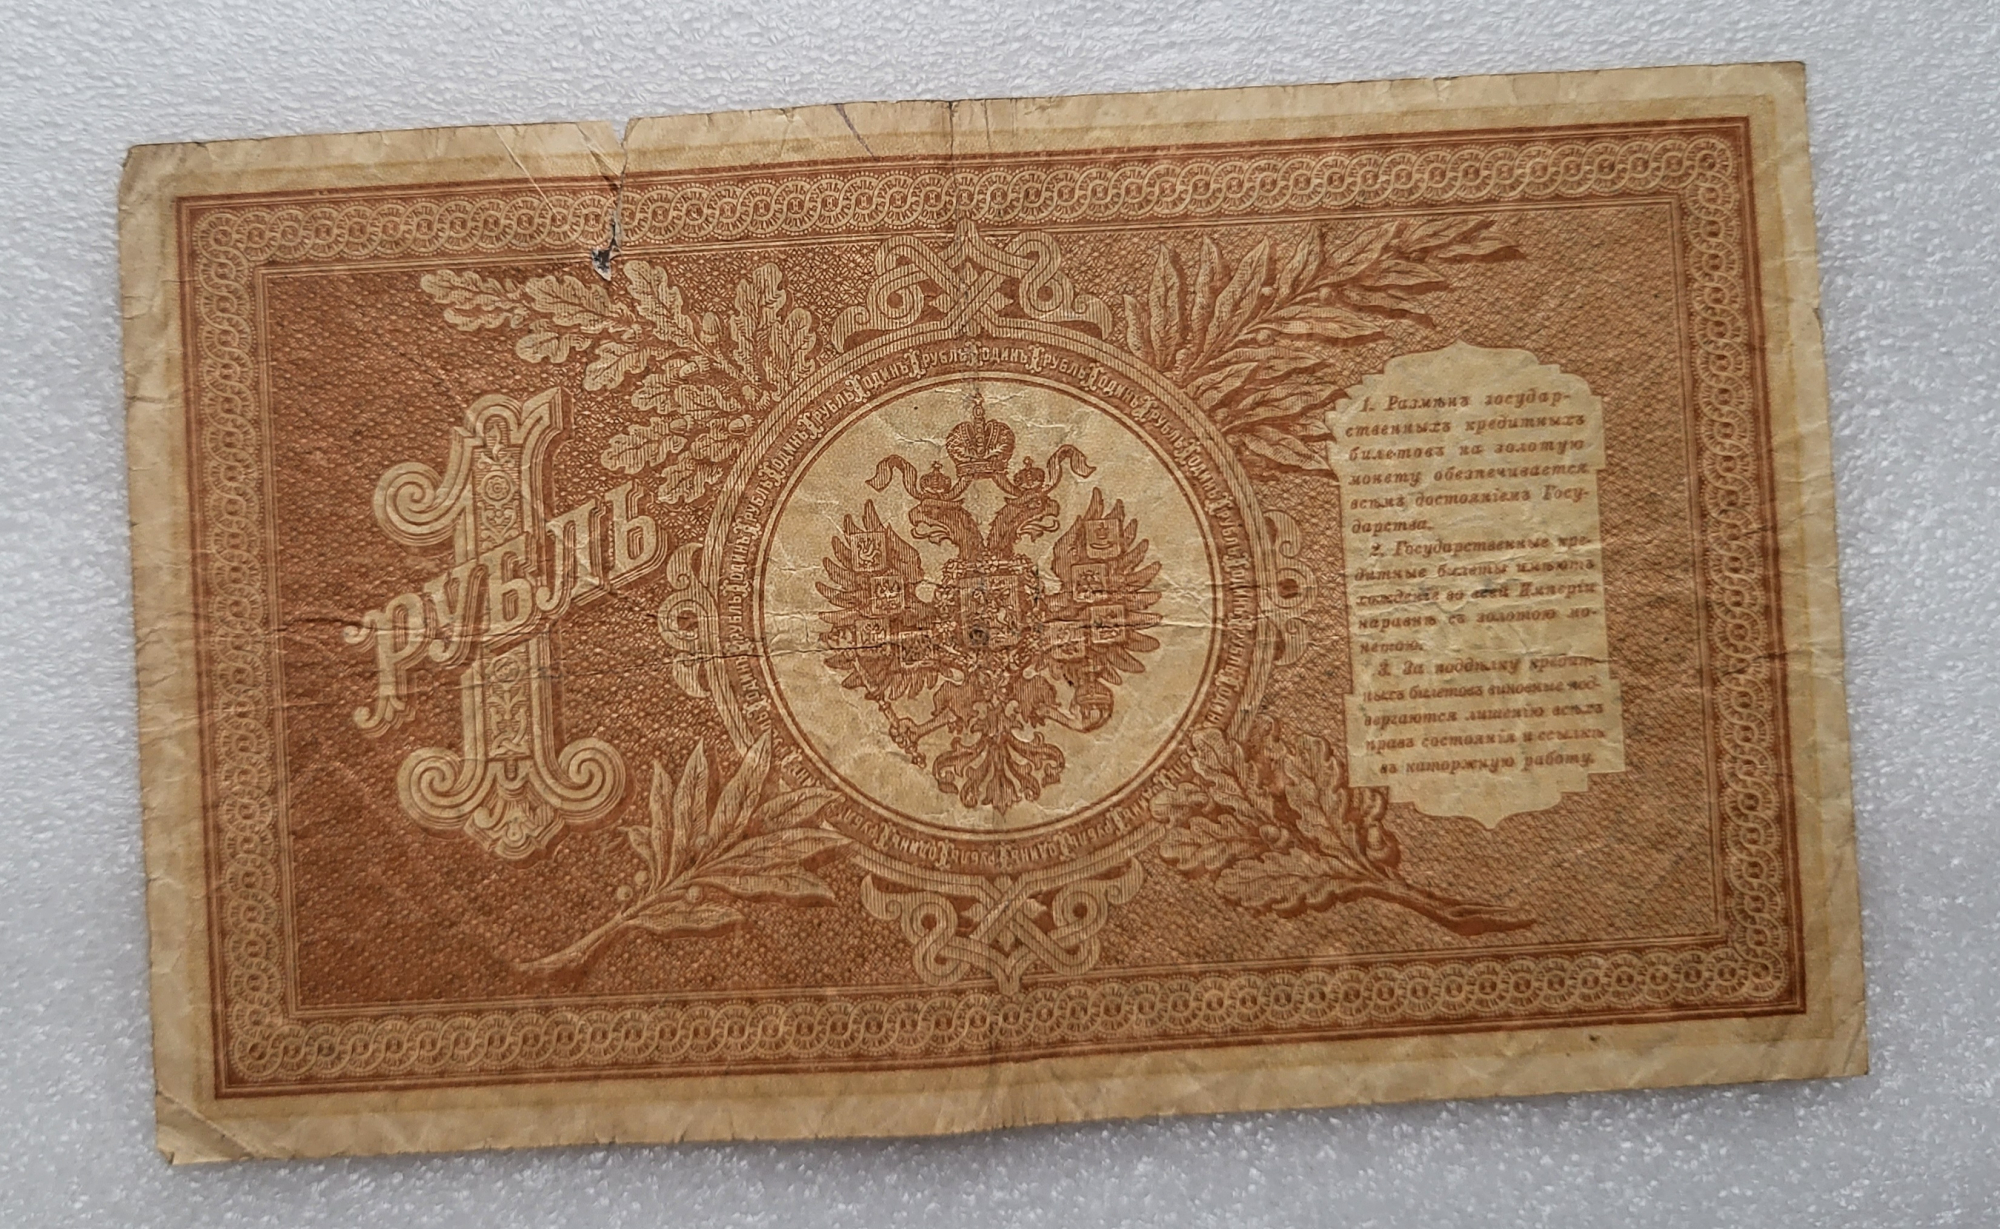 1
РУБЛЬ
1. Размѣнъ государ-
ственныхъ кредитныхъ
билетовъ на золотую
монету обезпечивается
всѣмъ достояніемъ Госу-
дарства.
2. Государственные кре-
дитные билеты имѣютъ
хожденіе во всей Имперіи
наравнѣ съ золотою мо-
нетою.
3. За поддѣлку кредит-
ныхъ билетовъ виновные под-
вергаются лишенію всѣхъ
правъ состоянія и ссылкѣ
въ каторжную работу.